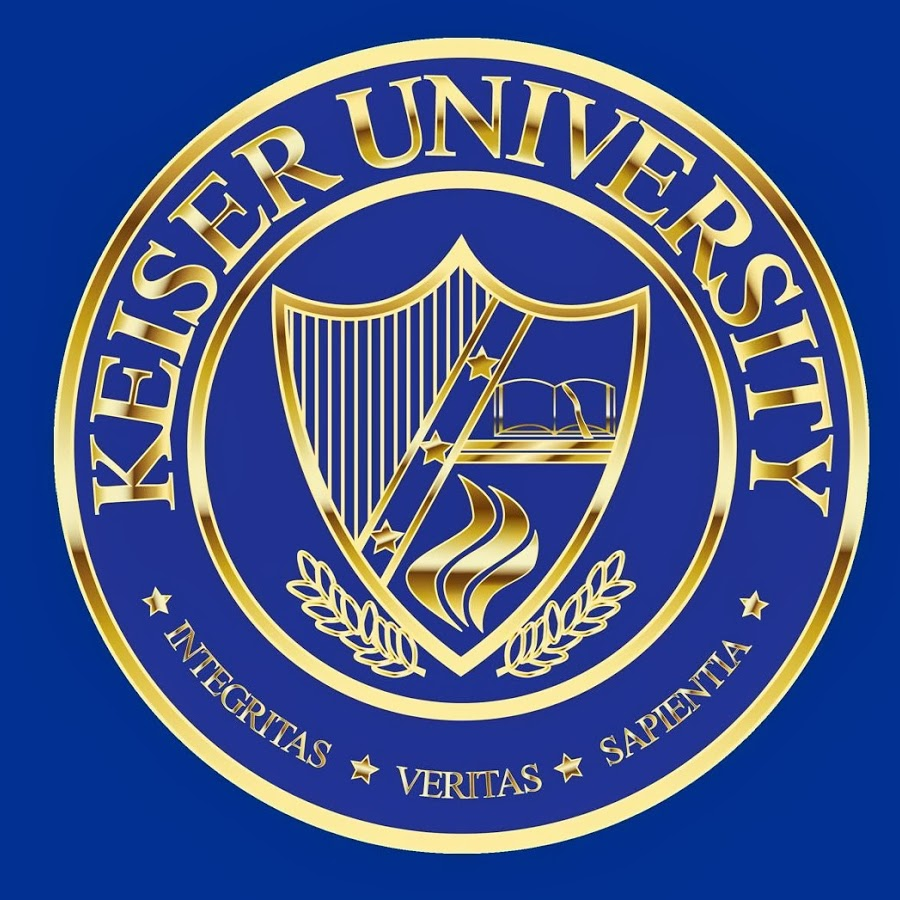 KEISER UNIVERSITY
INTEGRITAS ★ VERITAS ★ SAPIENTIA